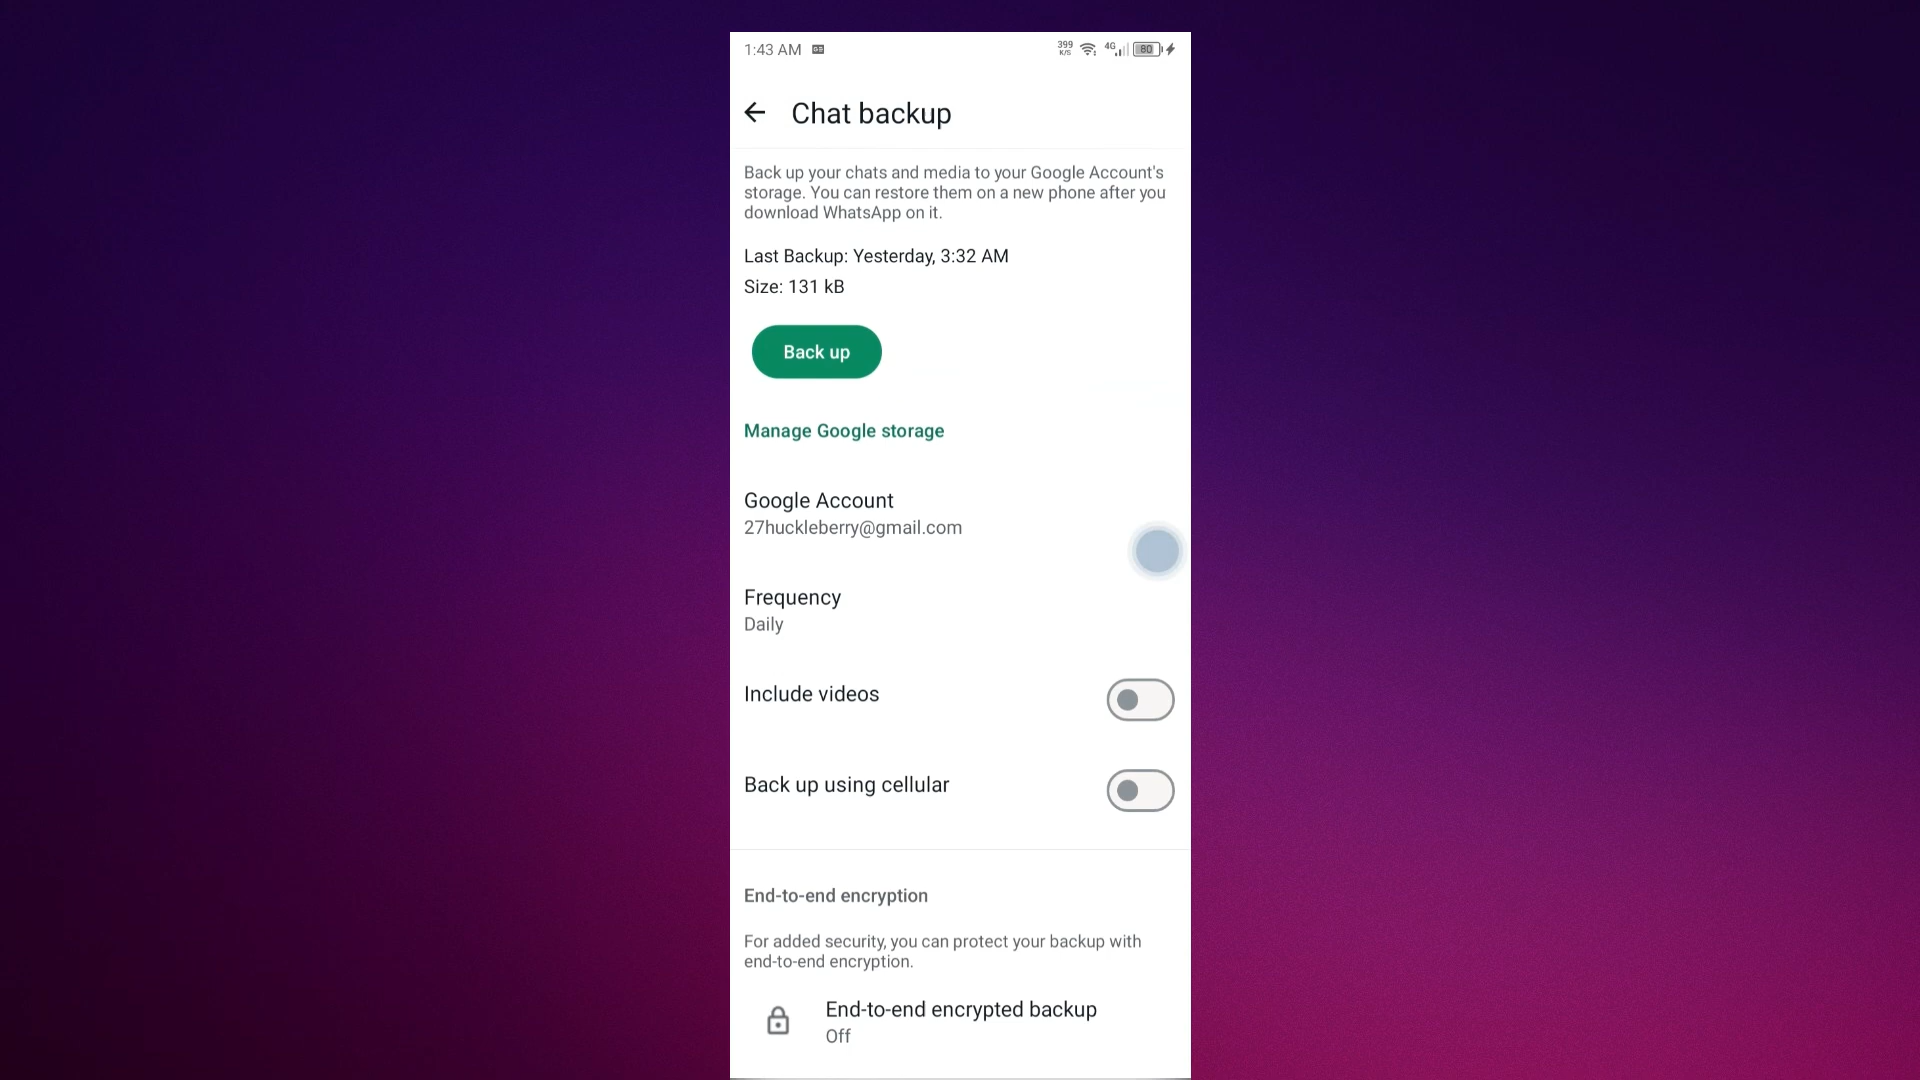 1:43 AM
399
K/S
4G
80
Chat backup
Back up your chats and media to your Google Account's
storage. You can restore them on a new phone after you
download WhatsApp on it.
Last Backup: Yesterday, 3:32 AM
Size: 131 kB
Back up
Manage Google storage
Google Account
27huckleberry@gmail.com
Frequency
Daily
Include videos
Back up using cellular
End-to-end encryption
For added security, you can protect your backup with
end-to-end encryption.
End-to-end encrypted backup
Off